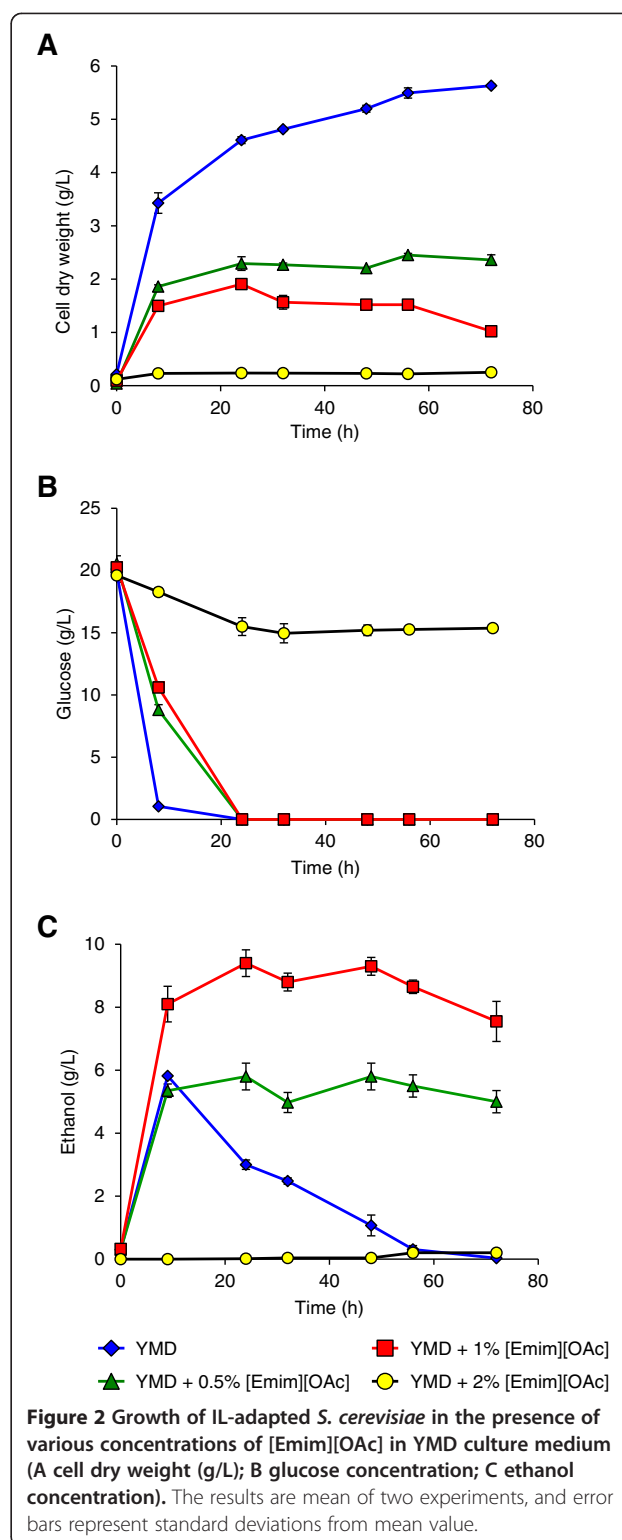 A
6
5
4
3
2
1
0
Cell dry weight (g/L)
0 20 40 60 80
Time (h)
B
25
20
15
10
5
0
Glucose (g/L)
0 20 40 60 80
Time (h)
C
10
8
6
4
2
0
Ethanol (g/L)
0 20 40 60 80
Time (h)
YMD YMD + 1% [Emim][OAc]
YMD + 0.5% [Emim][OAc] YMD + 2% [Emim][OAc]
Figure 2 Growth of IL-adapted S. cerevisiae in the presence of
various concentrations of [Emim][OAc] in YMD culture medium
(A cell dry weight (g/L); B glucose concentration; C ethanol
concentration). The results are mean of two experiments, and error
bars represent standard deviations from mean value.